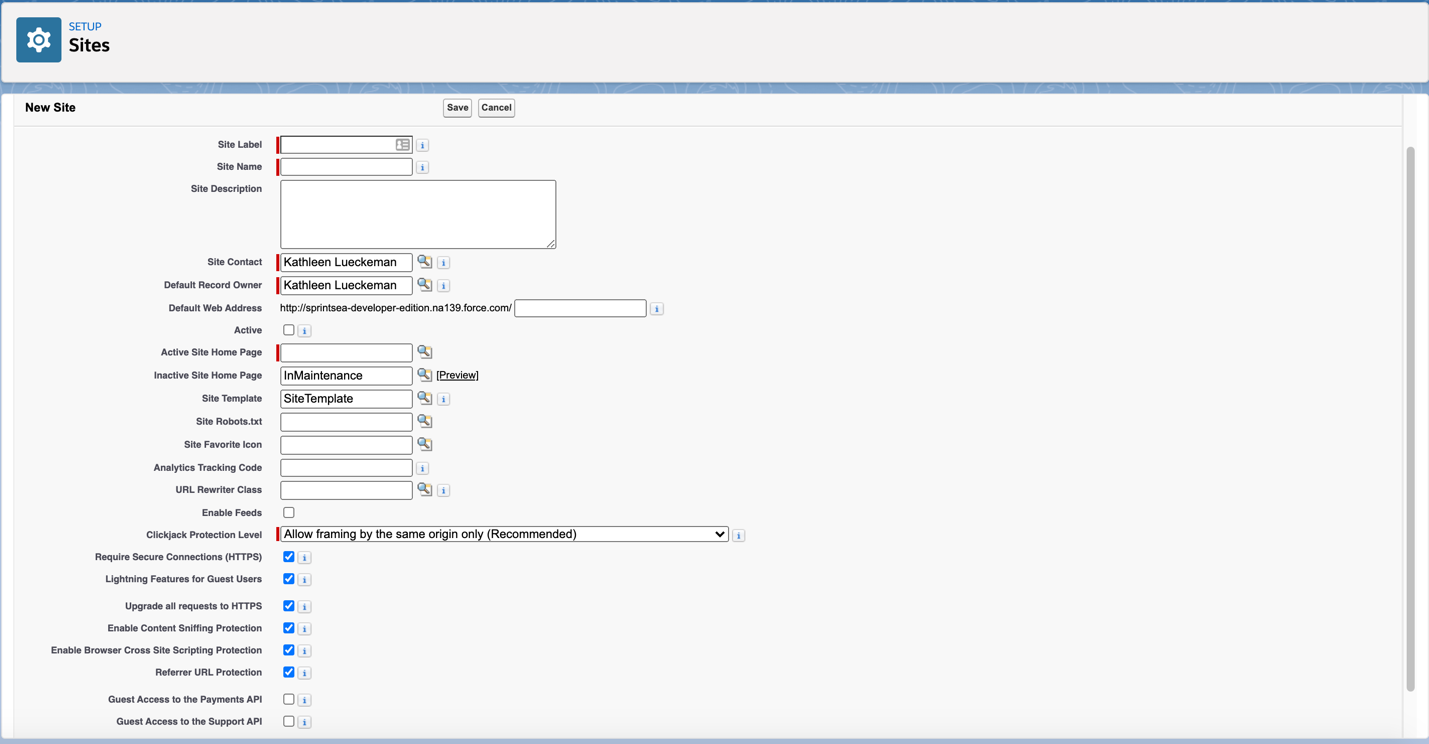 SETUP
Sites
New Site
Save Cancel
Site Label
Site Name
Site Description
Site Contact Kathleen Lueckeman
Default Record Owner Kathleen Lueckeman
Default Web Address http://sprintsea-developer-edition.na139.force.com/
Active
Active Site Home Page
Inactive Site Home Page InMaintenance [Preview]
Site Template SiteTemplate
Site Robots.txt
Site Favorite Icon
Analytics Tracking Code
URL Rewriter Class
Enable Feeds
Clickjack Protection Level Allow framing by the same origin only (Recommended)
Require Secure Connections (HTTPS)
Lightning Features for Guest Users
Upgrade all requests to HTTPS
Enable Content Sniffing Protection
Enable Browser Cross Site Scripting Protection
Referrer URL Protection
Guest Access to the Payments API
Guest Access to the Support API